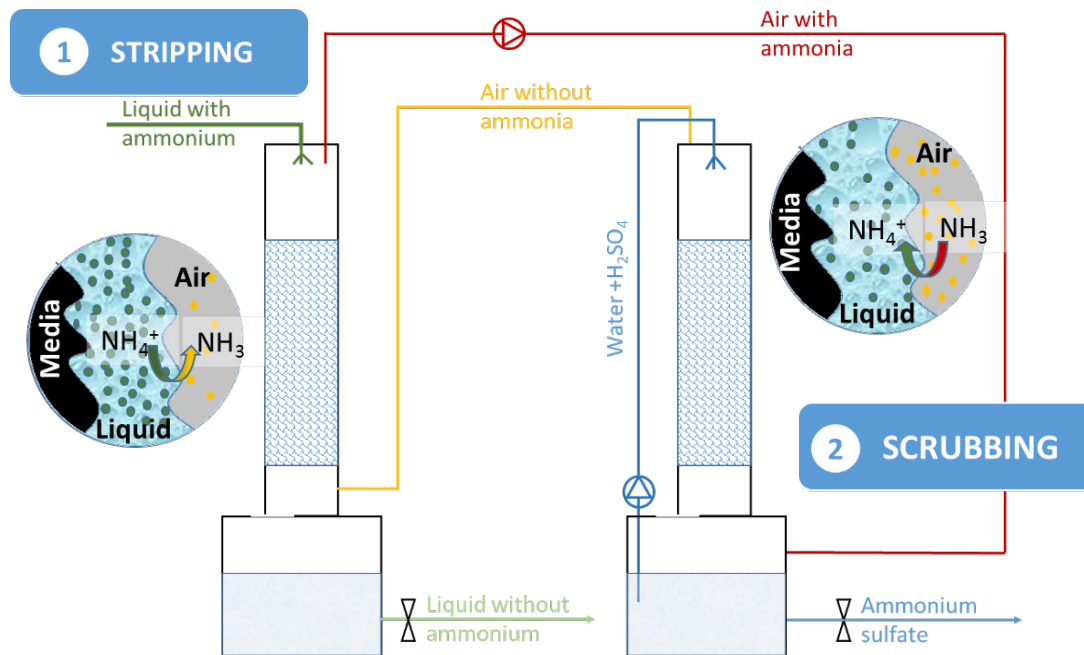 1 STRIPPING
Air with
ammonia
Liquid with
ammonium
Air without
ammonia
Water +H₂SO₄
Media
Air
NH₄⁺
NH₃
Liquid
Media
Air
NH₄⁺
NH₃
Liquid
2 SCRUBBING
Liquid without
ammonium
Ammonium
sulfate